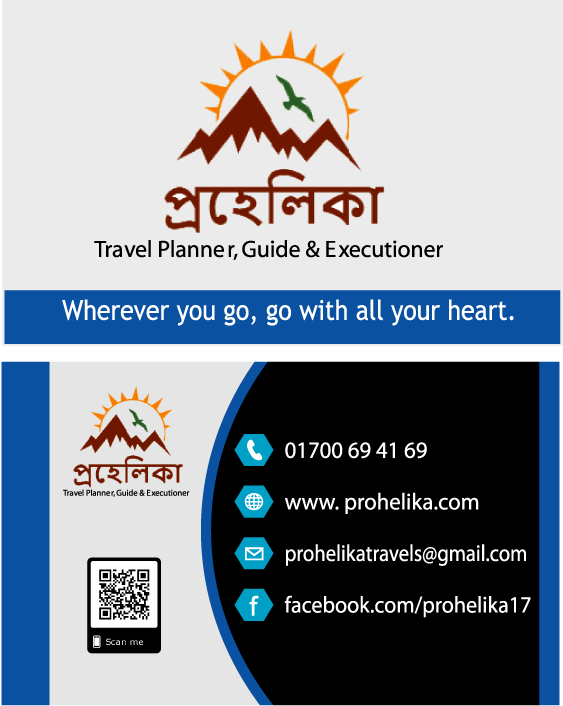 প্রহেলিকা
Travel Planner, Guide & Executioner
Wherever you go, go with all your heart.
প্রহেলিকা
Travel Planner, Guide & Executioner
Scan me
01700 69 41 69
www. prohelika.com
prohelikatravels@gmail.com
facebook.com/prohelika17